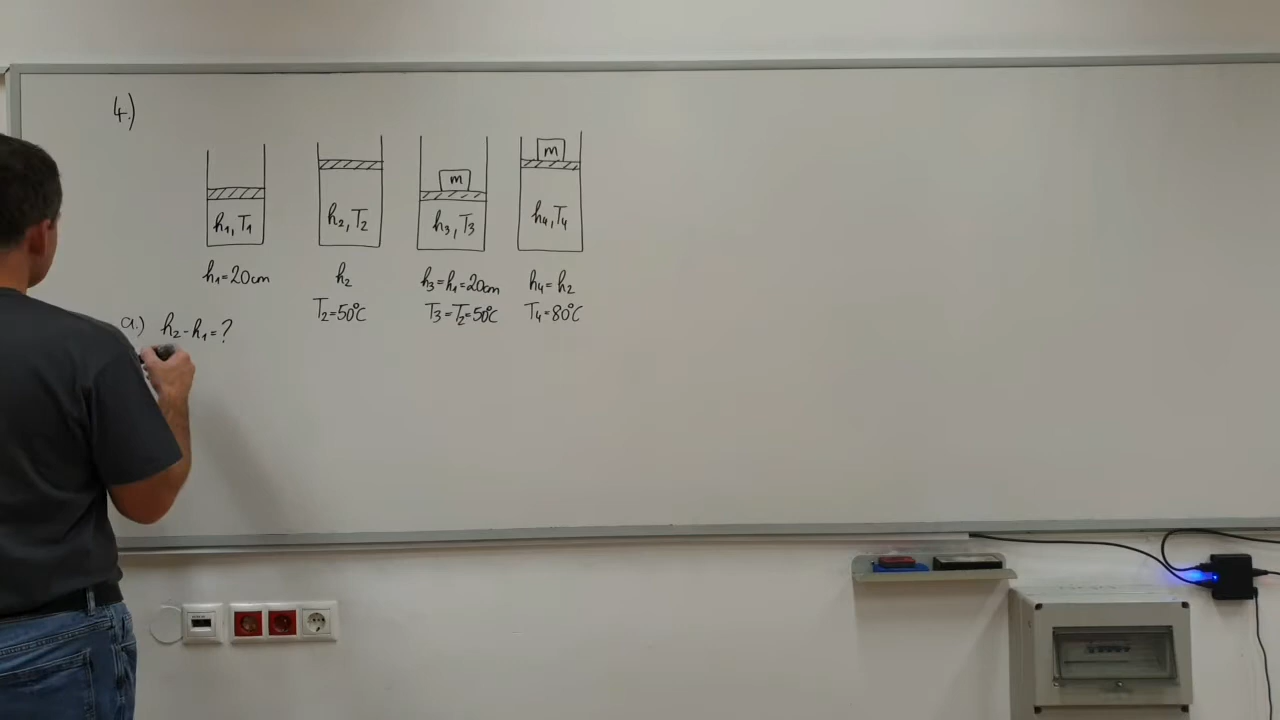 4.)
m
m
h₁, T₁ h₂, T₂ h₃, T₃ h₄, T₄
h₁=20cm h₂ h₃=h₁=20cm h₄=h₂
T₂=50°C T₃=T₂=50°C T₄=80°C
a.) h₂-h₁=?